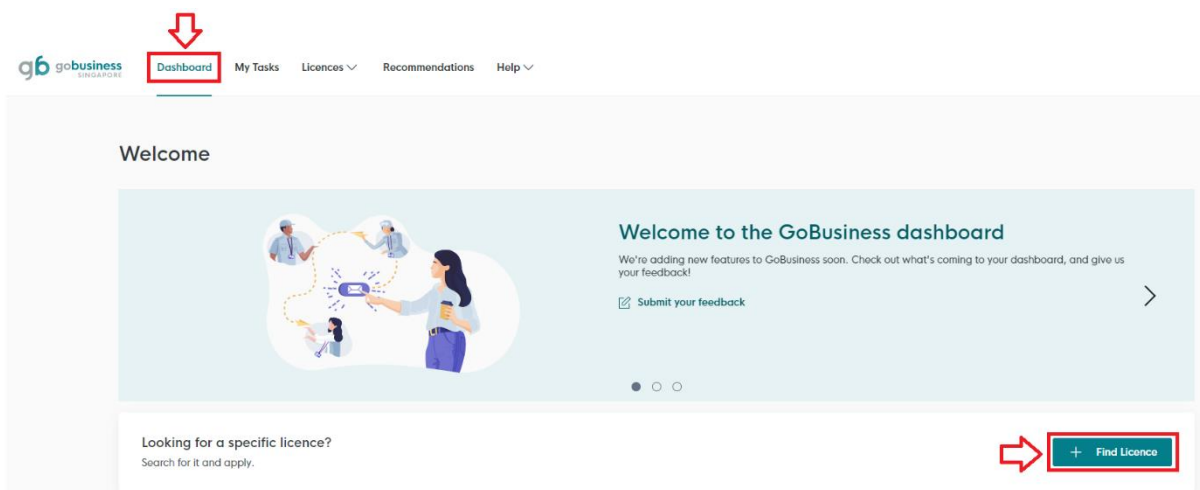 gb gobusiness
SINGAPORE
Dashboard My Tasks Licences Recommendations Help
Welcome
Welcome to the GoBusiness dashboard
We're adding new features to GoBusiness soon. Check out what's coming to your dashboard, and give us
your feedback!
Submit your feedback
Looking for a specific licence?
Search for it and apply.
+ Find Licence